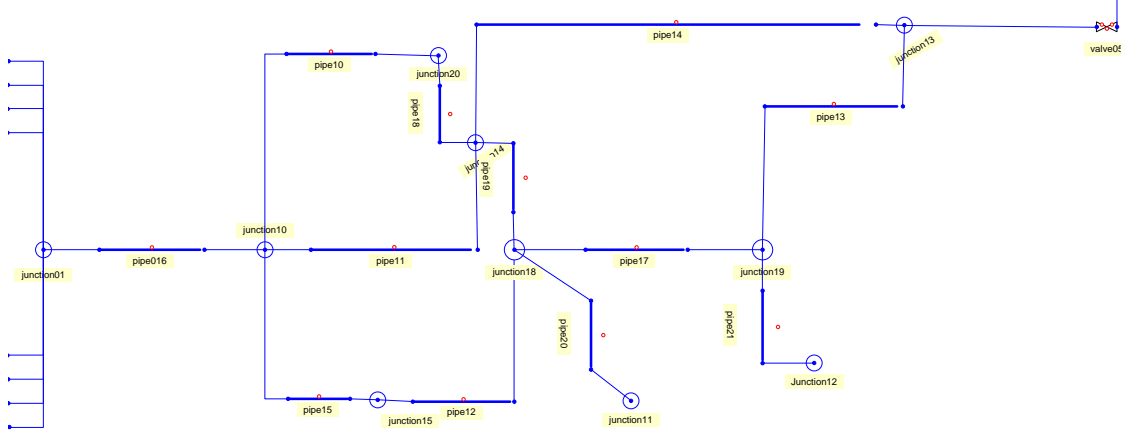 pipe14
junction13
valve05
pipe10
junction20
pipe18
pipe13
pipe19
junction10
junction01
pipe016
pipe11
junction18
pipe17
junction19
pipe20
pipe21
Junction12
pipe15
junction15
pipe12
junction11